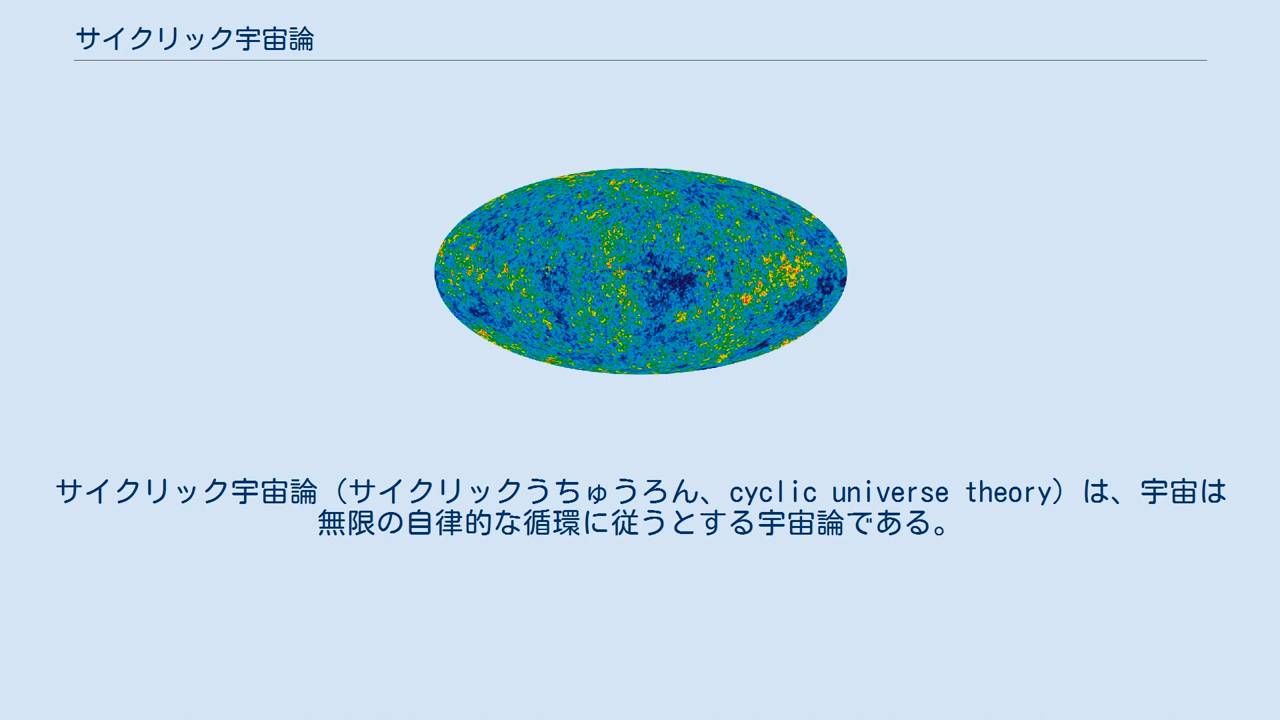 サイクリック宇宙論
サイクリック宇宙論（サイクリックうちゅうろん、cyclic universe theory）は、宇宙は
無限の自律的な循環に従うとする宇宙論である。